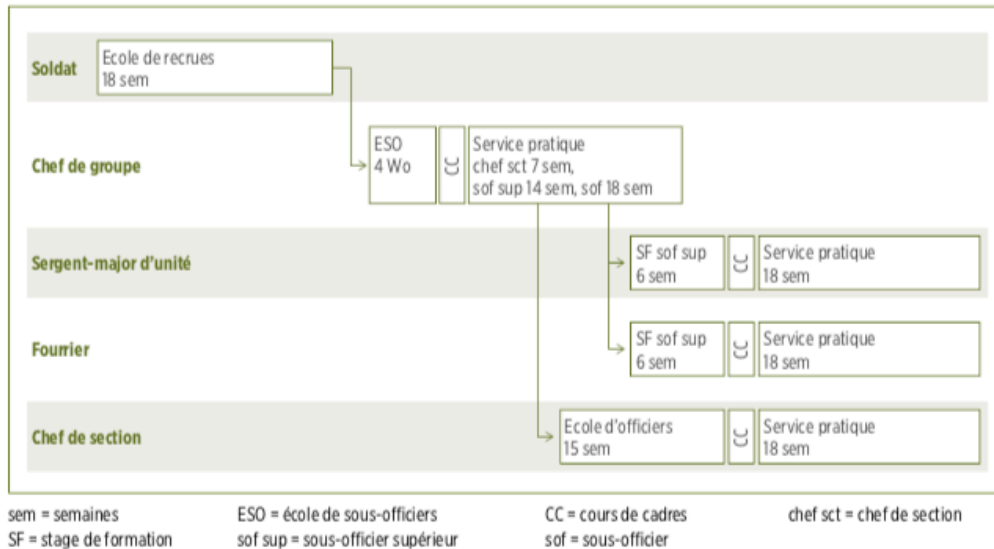 Soldat
Ecole de recrues
18 sem
Chef de groupe
ESO
4 Wo
CC
Service pratique
chef sct 7 sem,
sof sup 14 sem, sof 18 sem
Sergent-major d'unité
SF sof sup
6 sem
CC
Service pratique
18 sem
Fourrier
SF sof sup
6 sem
CC
Service pratique
18 sem
Chef de section
Ecole d'officiers
15 sem
CC
Service pratique
18 sem
sem = semaines ESO = école de sous-officiers CC = cours de cadres chef sct = chef de section
SF = stage de formation sof sup = sous-officier supérieur sof = sous-officier